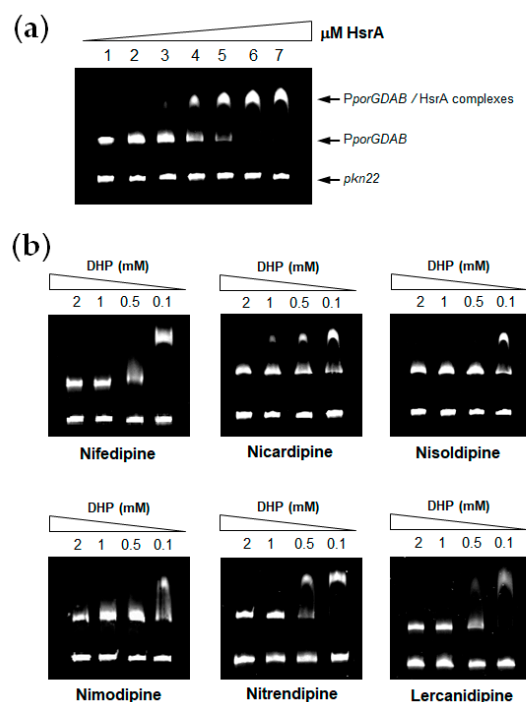 (a)
μM HsrA
1 2 3 4 5 6 7
PporGDAB / HsrA complexes
PporGDAB
pkn22
(b)
DHP (mM) DHP (mM) DHP (mM)
2 1 0.5 0.1 2 1 0.5 0.1 2 1 0.5 0.1
Nifedipine Nicardipine Nisoldipine
DHP (mM) DHP (mM) DHP (mM)
2 1 0.5 0.1 2 1 0.5 0.1 2 1 0.5 0.1
Nimodipine Nitrendipine Lercanidipine